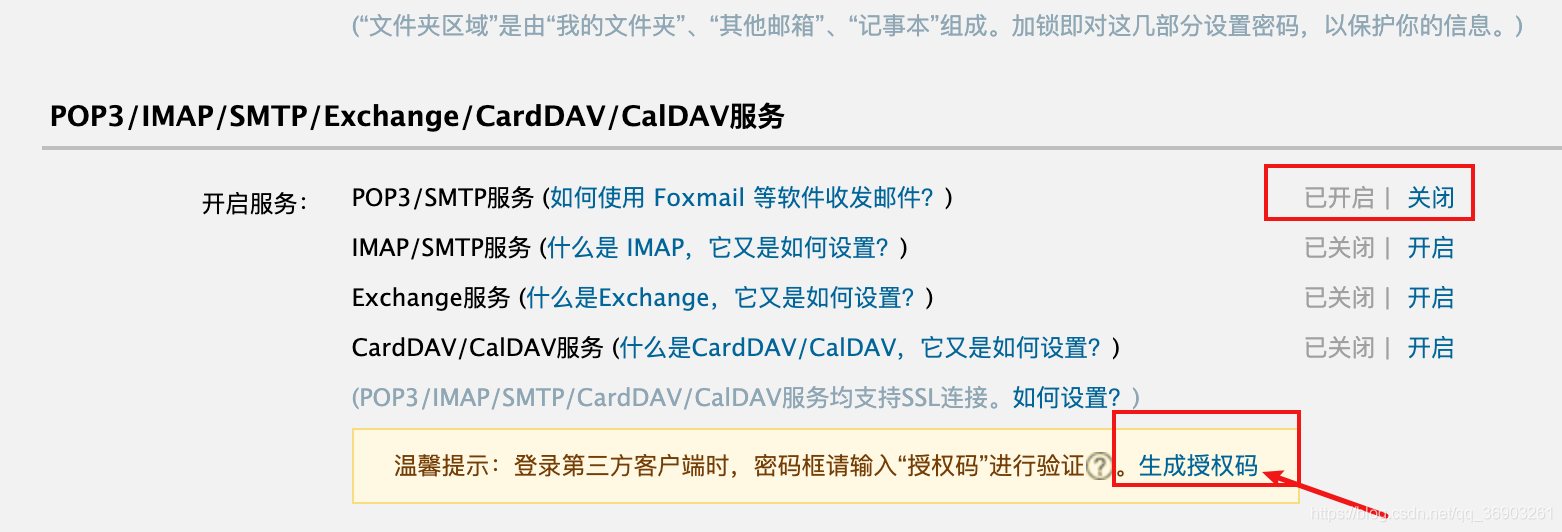 (“文件夹区域”是由“我的文件夹”、“其他邮箱”、“记事本”组成。加锁即对这几部分设置密码，以保护你的信息。)
POP3/IMAP/SMTP/Exchange/CardDAV/CalDAV服务
开启服务： POP3/SMTP服务 (如何使用 Foxmail 等软件收发邮件？) 已开启 | 关闭
IMAP/SMTP服务 (什么是 IMAP，它又是如何设置？) 已关闭 | 开启
Exchange服务 (什么是Exchange，它又是如何设置？) 已关闭 | 开启
CardDAV/CalDAV服务 (什么是CardDAV/CalDAV，它又是如何设置？) 已关闭 | 开启
(POP3/IMAP/SMTP/CardDAV/CalDAV服务均支持SSL连接。如何设置？)
温馨提示：登录第三方客户端时，密码框请输入“授权码”进行验证?。生成授权码
https://blog.csdn.net/qq_36903261